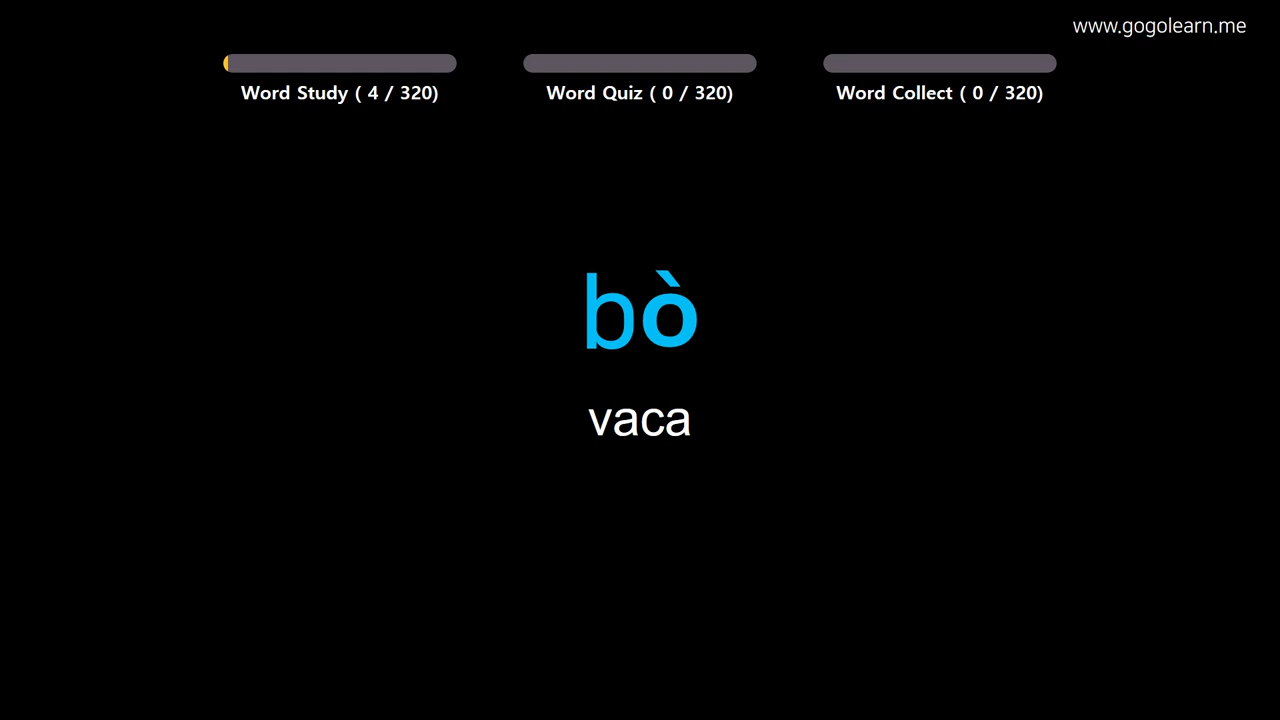 www.gogolearn.me
Word Study ( 4 / 320)
Word Quiz ( 0 / 320)
Word Collect ( 0 / 320)
bò
vaca